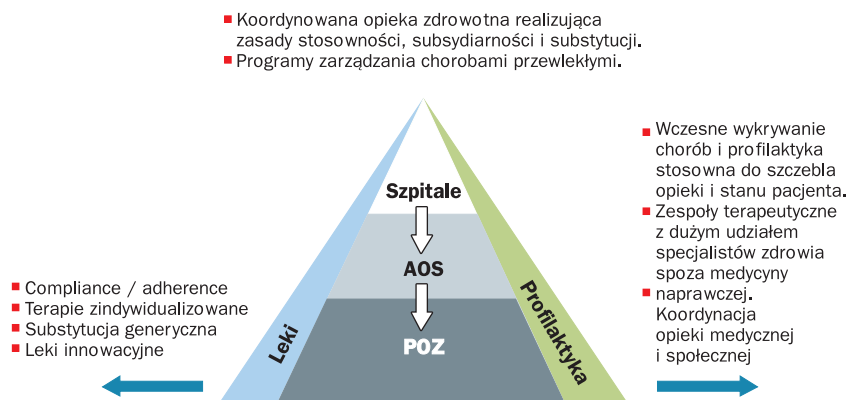 ▪ Koordynowana opieka zdrowotna realizująca
zasady stosowności, subsydiarności i substytucji.
▪ Programy zarządzania chorobami przewlekłymi.
Szpitale
AOS
POZ
Leki
Profilaktyka
▪ Compliance / adherence
▪ Terapie zindywidualizowane
▪ Substytucja generyczna
▪ Leki innowacyjne
▪ Wczesne wykrywanie
chorób i profilaktyka
stosowna do szczebla
opieki i stanu pacjenta.
▪ Zespoły terapeutyczne
z dużym udziałem
specjalistów zdrowia
spoza medycyny
▪ naprawczej.
Koordynacja
opieki medycznej
i społecznej